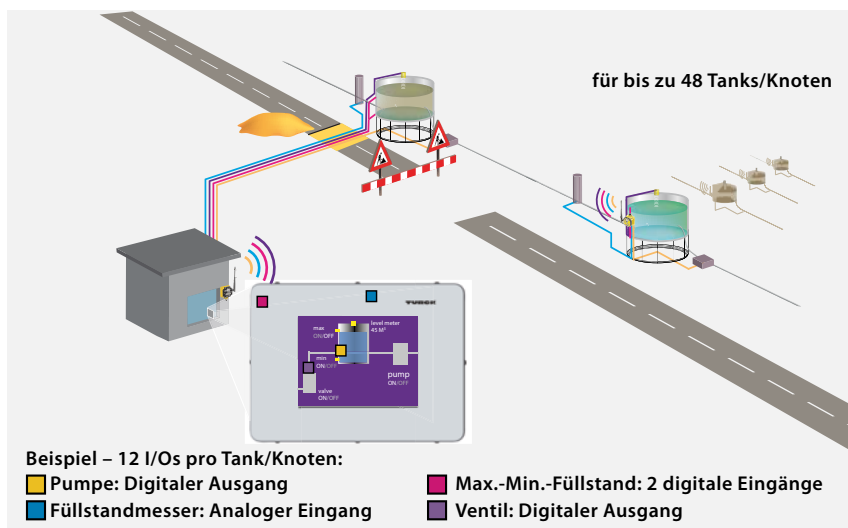 für bis zu 48 Tanks/Knoten
TURCK
max
ON/OFF
level meter
45 M³
min
ON/OFF
pump
ON/OFF
valve
ON/OFF
Beispiel – 12 I/Os pro Tank/Knoten:
Pumpe: Digitaler Ausgang
Max.-Min.-Füllstand: 2 digitale Eingänge
Füllstandmesser: Analoger Eingang
Ventil: Digitaler Ausgang